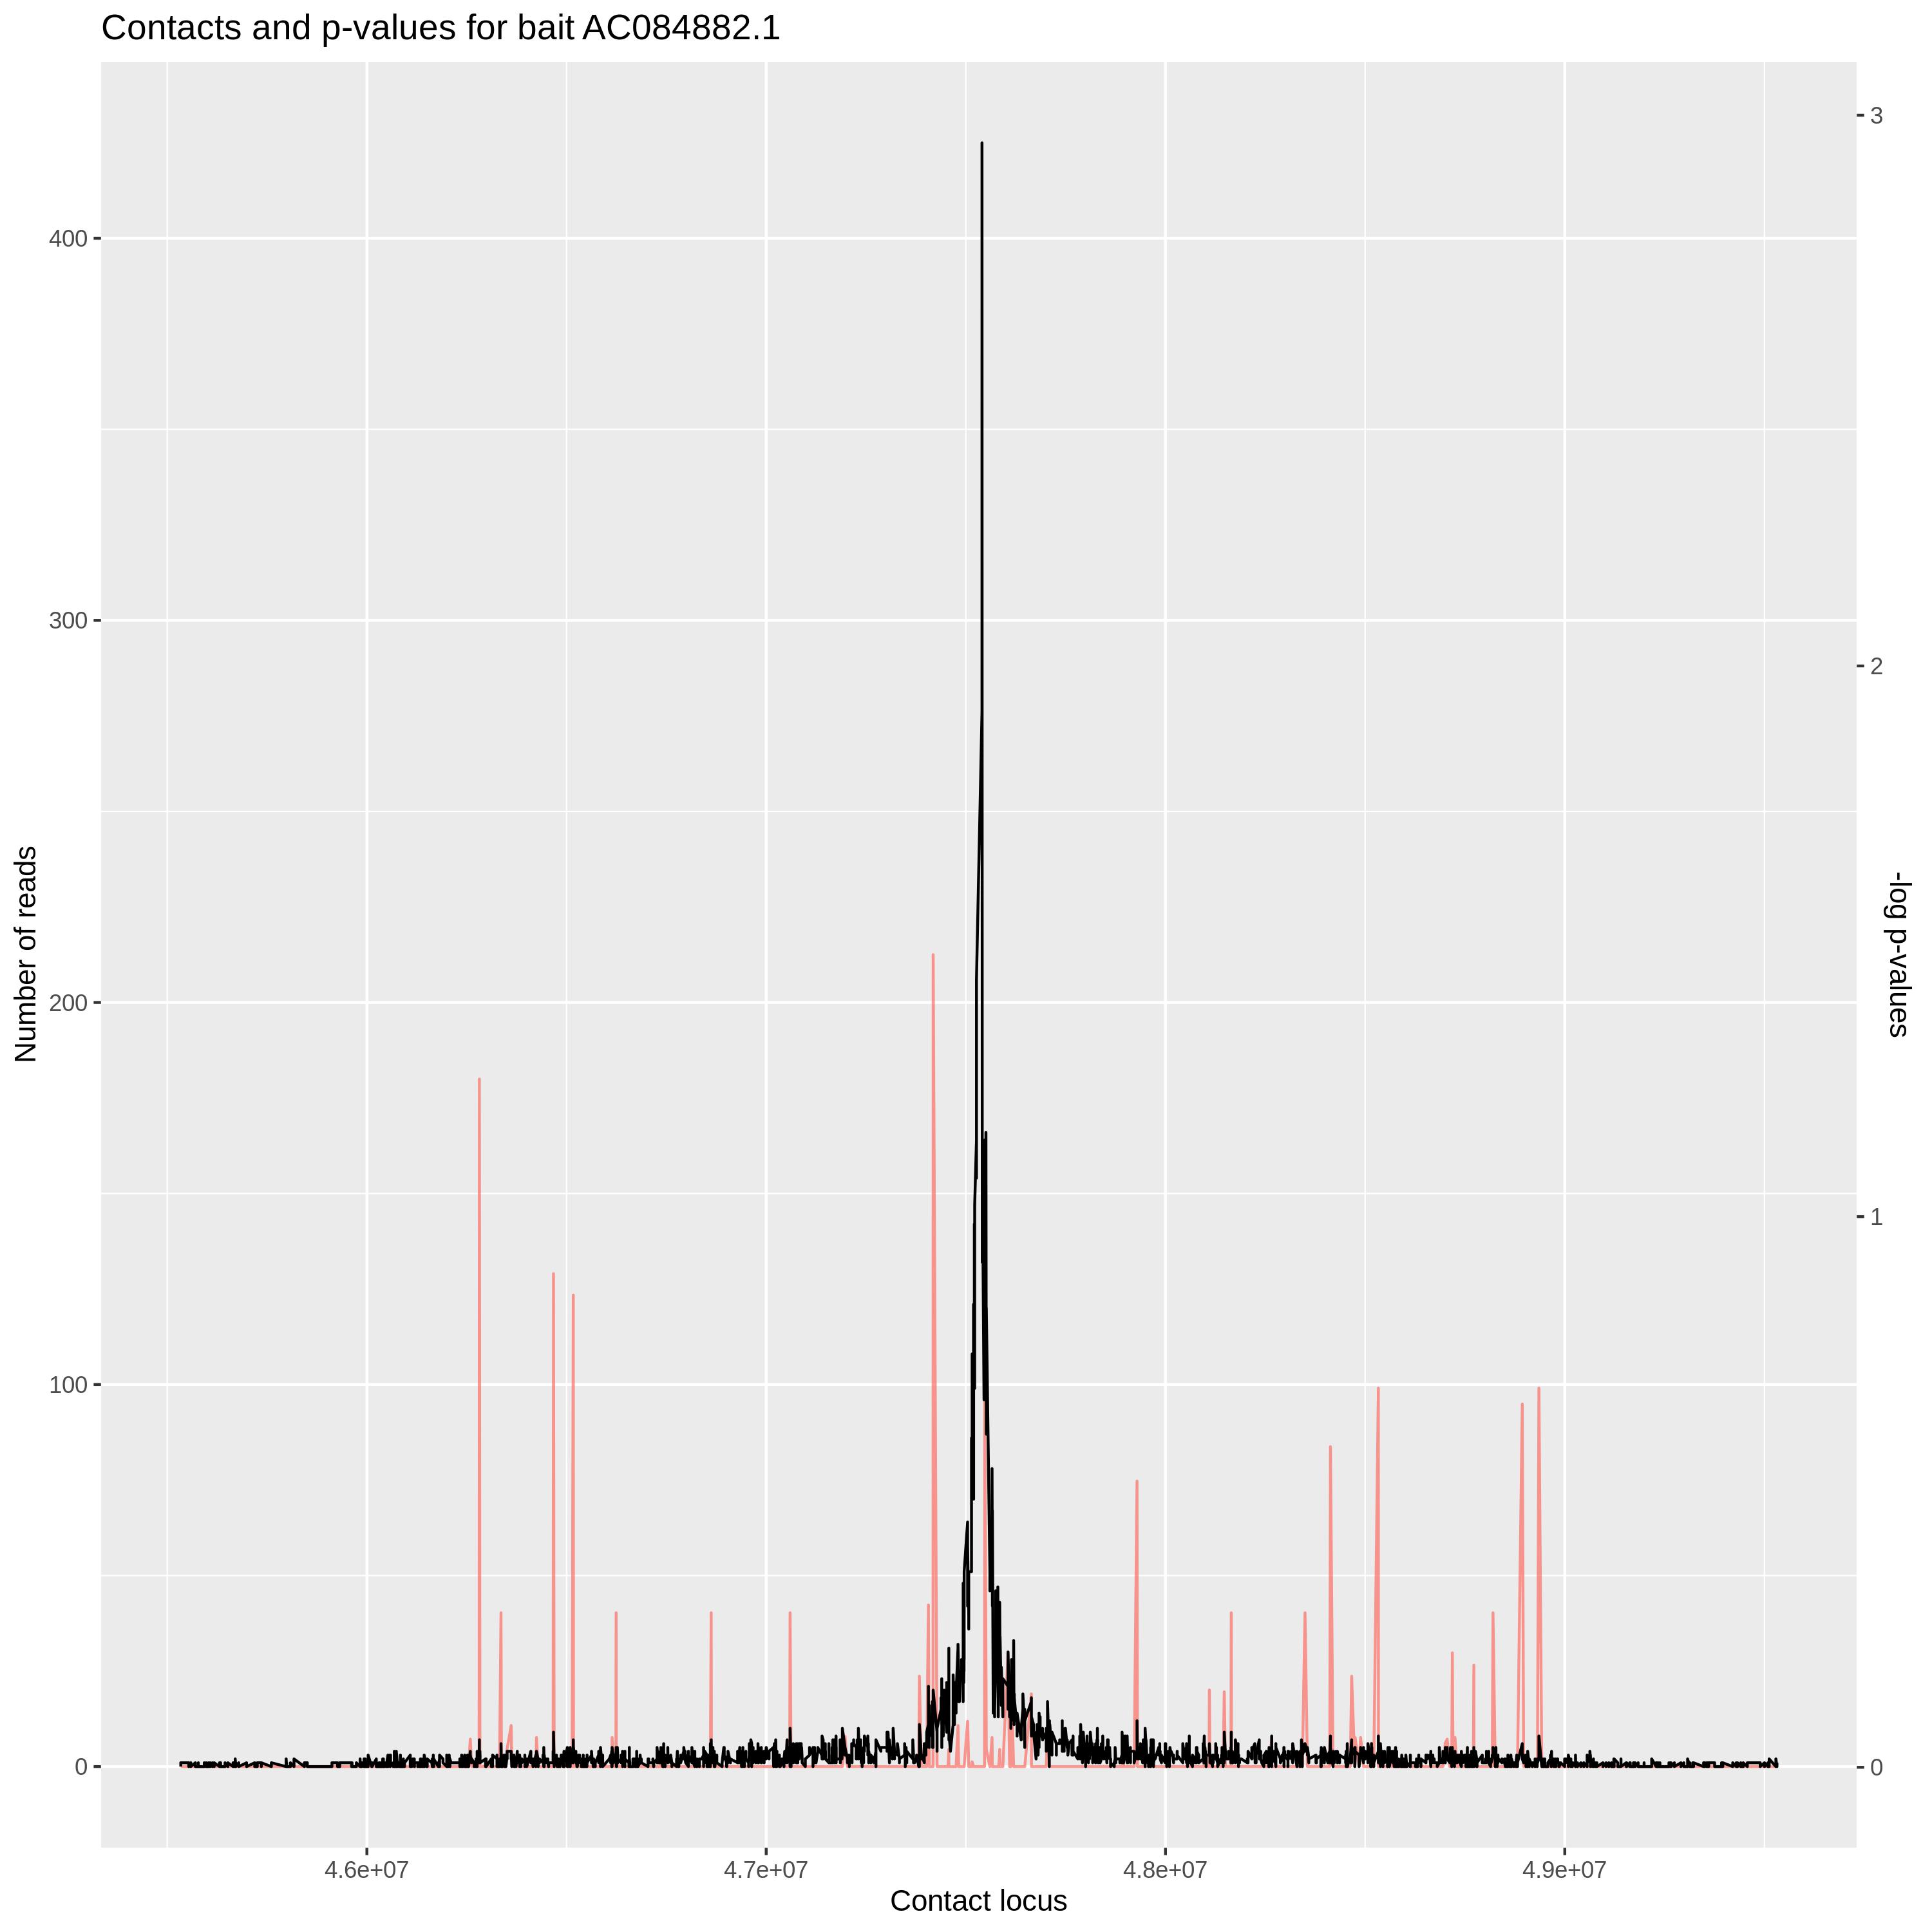 Contacts and p-values for bait AC084882.1
400
300
200
100
0
Number of reads
3
2
1
0
-log p-values
4.6e+07 4.7e+07 4.8e+07 4.9e+07
Contact locus